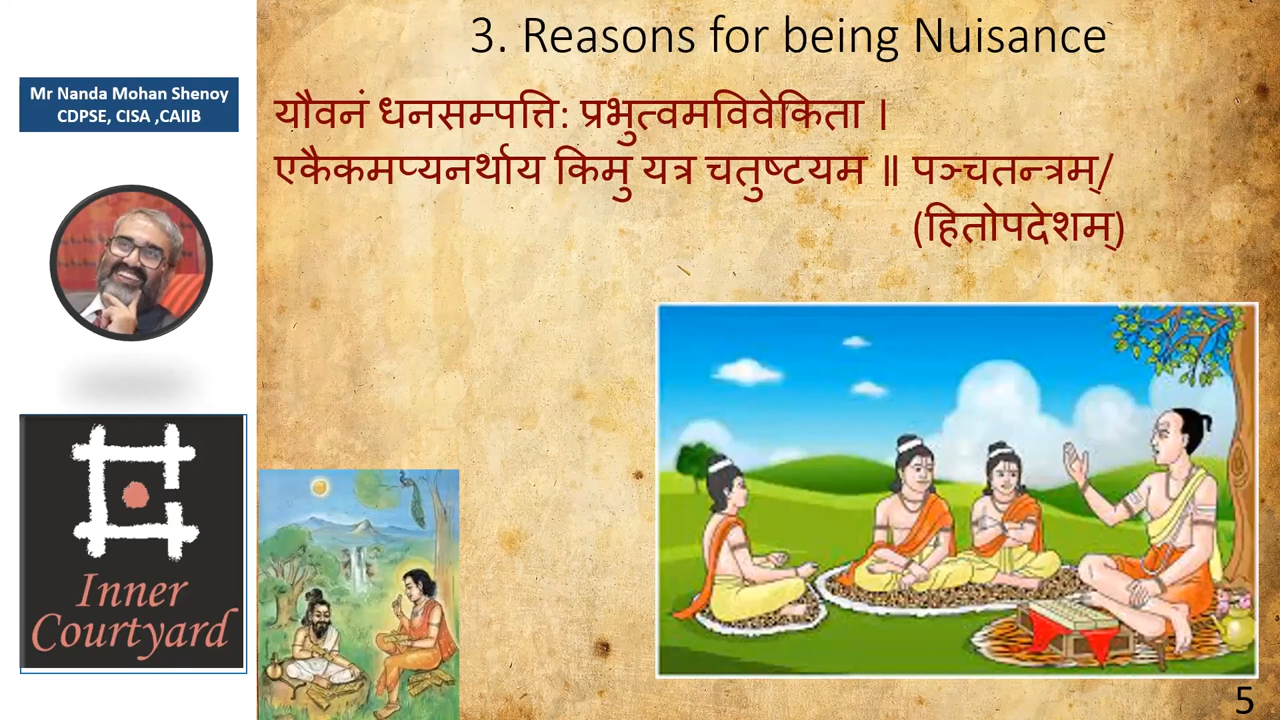 3. Reasons for being Nuisance
Mr Nanda Mohan Shenoy
CDPSE, CISA ,CAIIB
यौवनं धनसम्पत्ति: प्रभुत्वमविवेकिता ।
एकैकमप्यनर्थाय किमु यत्र चतुष्टयम ॥ पञ्चतन्त्रम्/
(हितोपदेशम्)
Inner
Courtyard
5